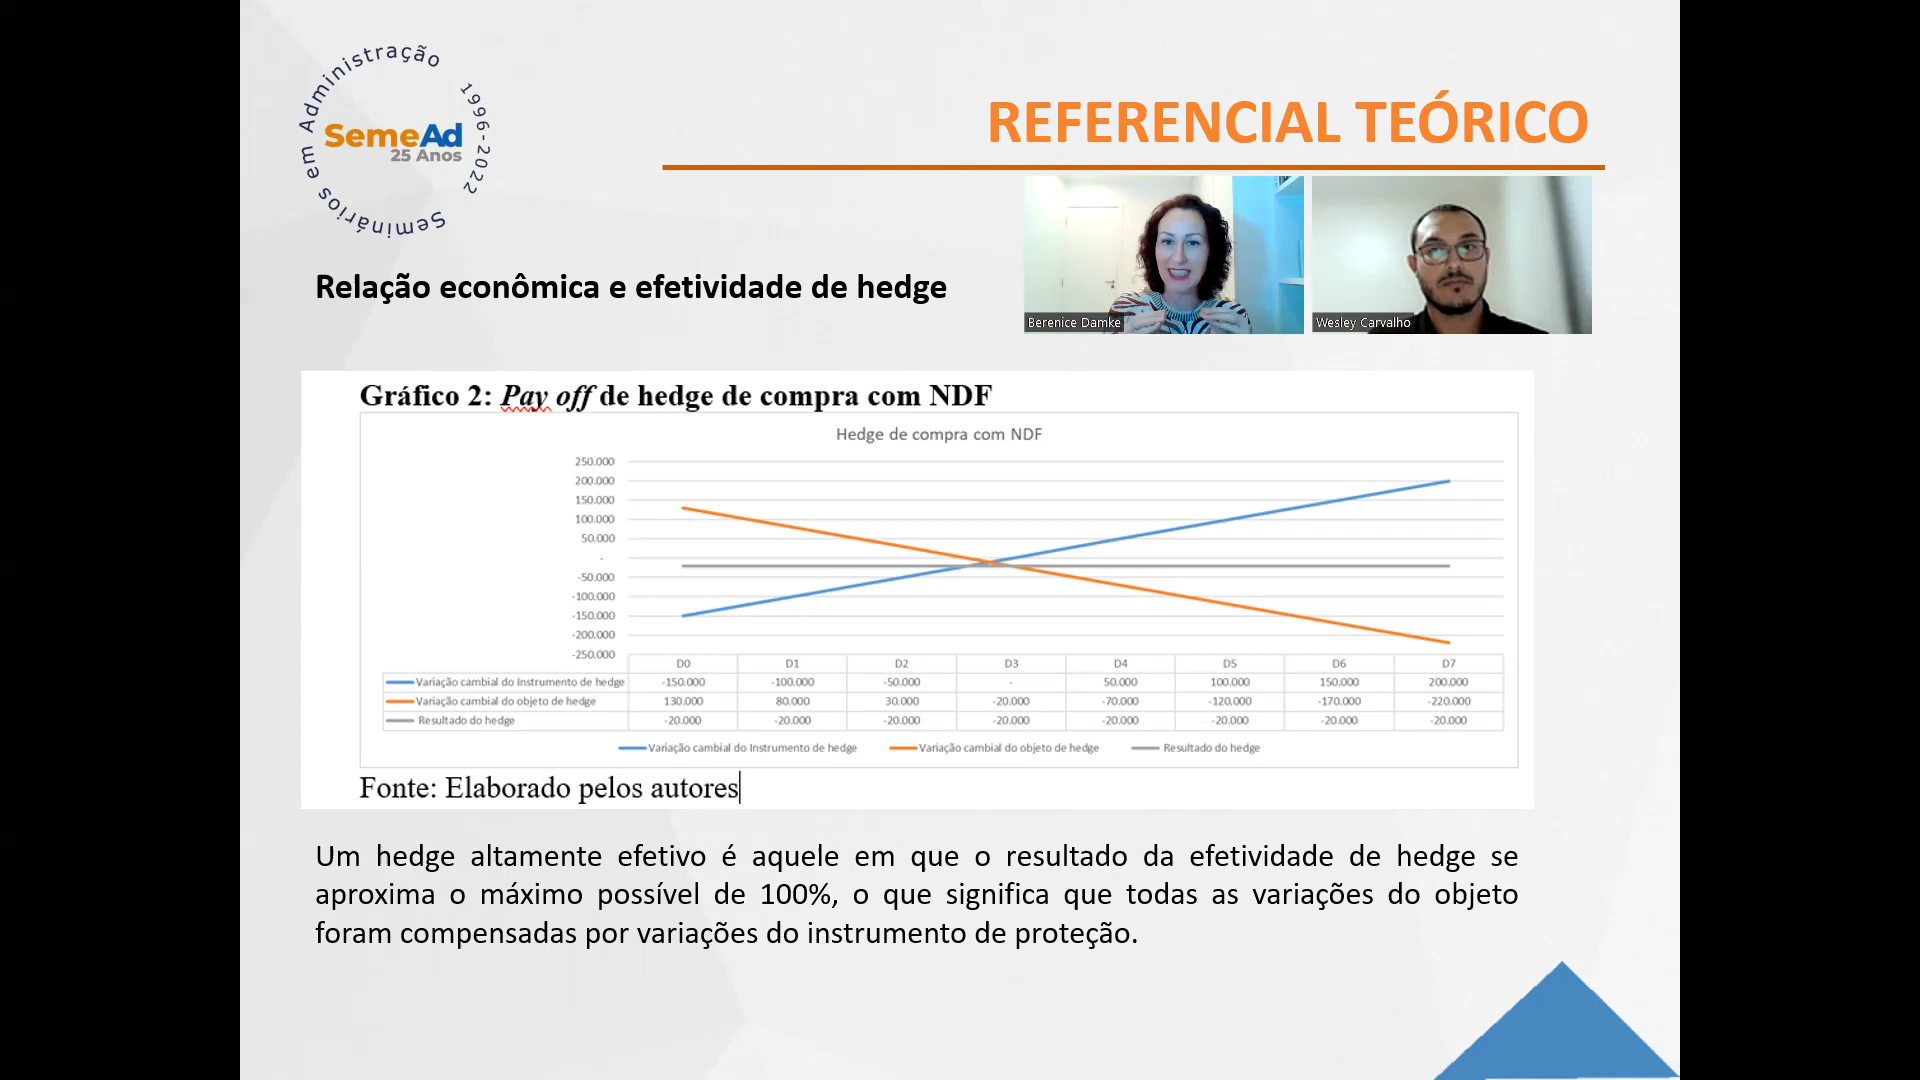 Seminários em Administração 1996-2022
SemeAd
25 Anos
REFERENCIAL TEÓRICO
Relação econômica e efetividade de hedge
Berenice Damke
Wesley Carvalho
Gráfico 2: Pay off de hedge de compra com NDF
Hedge de compra com NDF
250.000
200.000
150.000
100.000
50.000
-
-50.000
-100.000
-150.000
-200.000
-250.000
D0 D1 D2 D3 D4 D5 D6 D7
Variação cambial do Instrumento de hedge -150.000 -100.000 -50.000 - 50.000 100.000 150.000 200.000
Variação cambial do objeto de hedge 130.000 80.000 30.000 -20.000 -70.000 -120.000 -170.000 -220.000
Resultado do hedge -20.000 -20.000 -20.000 -20.000 -20.000 -20.000 -20.000 -20.000
Variação cambial do Instrumento de hedge Variação cambial do objeto de hedge Resultado do hedge
Fonte: Elaborado pelos autores
Um hedge altamente efetivo é aquele em que o resultado da efetividade de hedge se
aproxima o máximo possível de 100%, o que significa que todas as variações do objeto
foram compensadas por variações do instrumento de proteção.